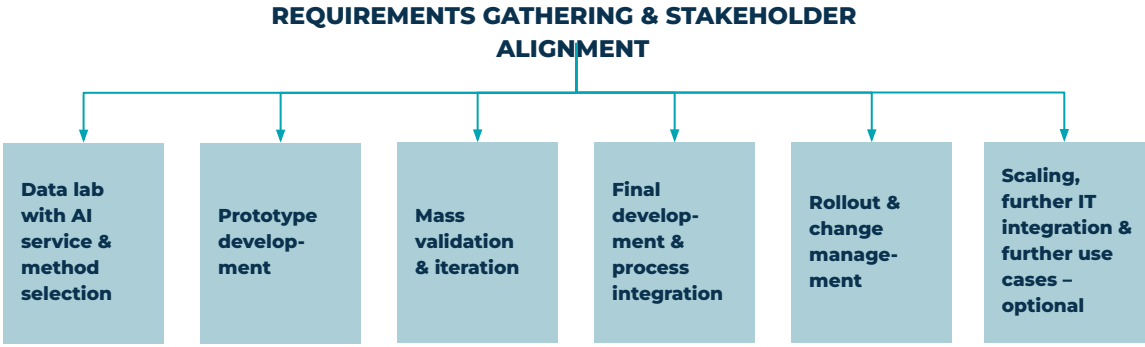 REQUIREMENTS GATHERING & STAKEHOLDER
ALIGNMENT
Data lab
with AI
service &
method
selection
Prototype
develop-
ment
Mass
validation
& iteration
Final
develop-
ment &
process
integration
Rollout &
change
manage-
ment
Scaling,
further IT
integration &
further use
cases –
optional